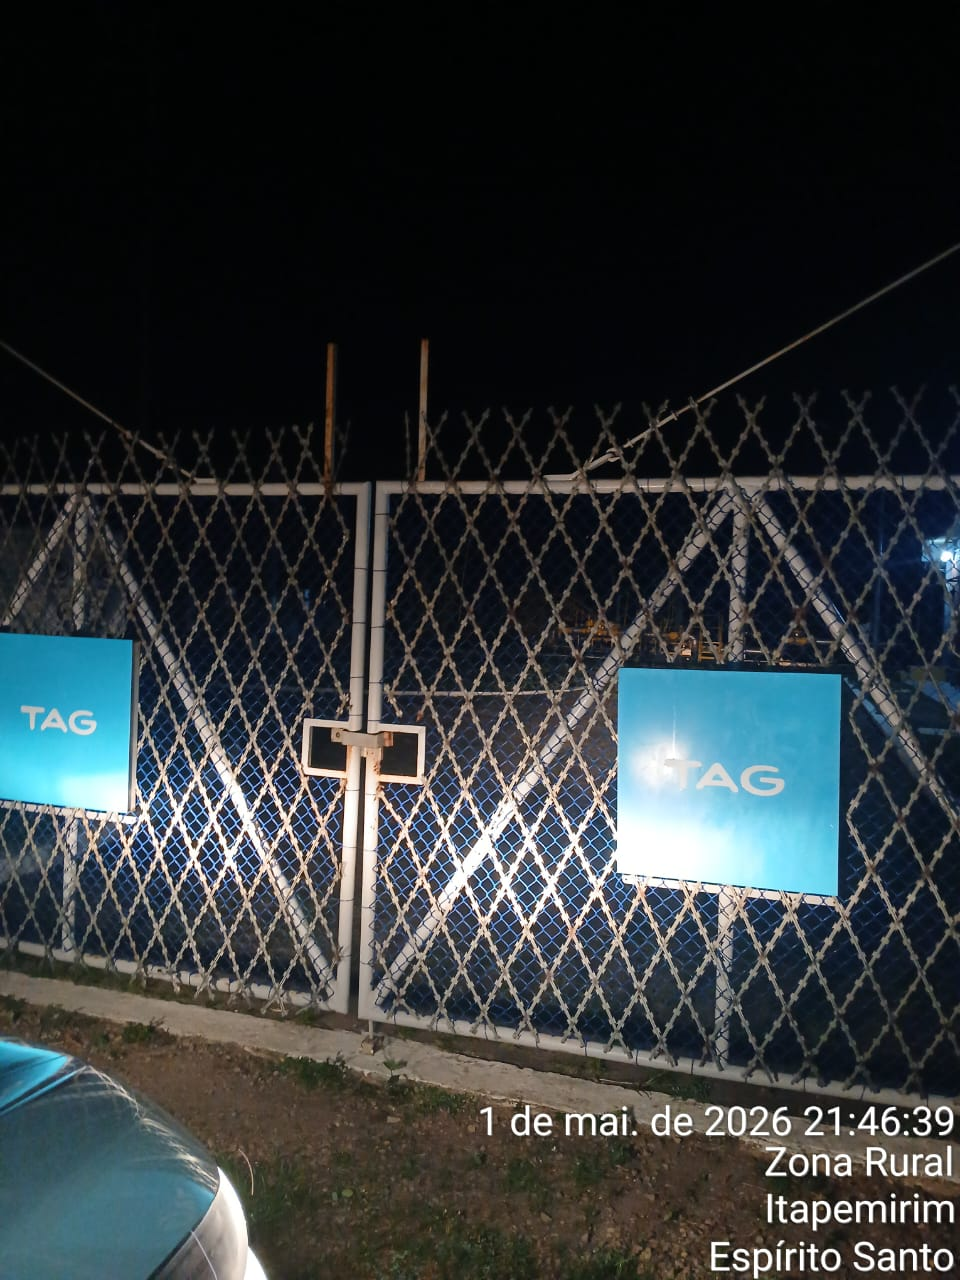 TAG
TAG
1 de mai. de 2026 21:46:39
Zona Rural
Itapemirim
Espírito Santo